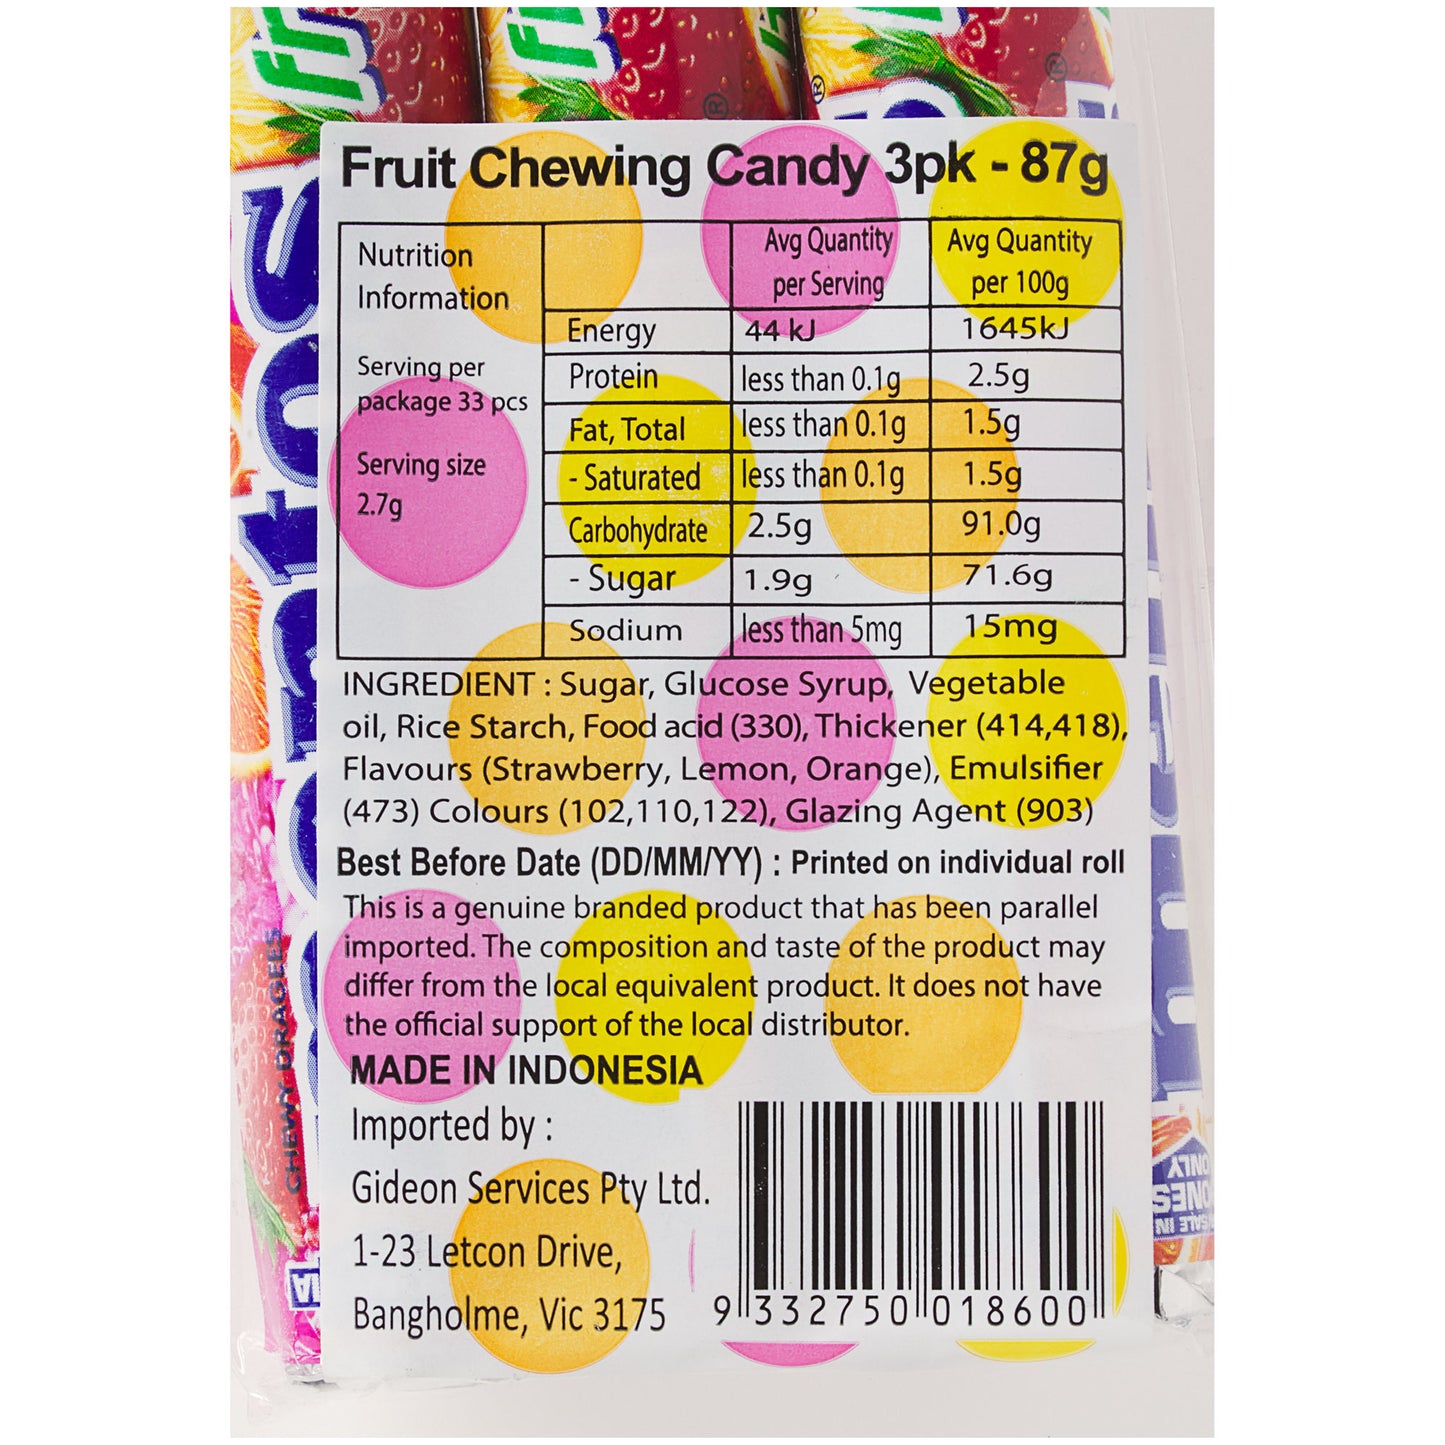 Fruit Chewing Candy 3pk - 87g
Nutrition
Information
Serving per
package 33 pcs
Serving size
2.7g
Avg Quantity
per Serving
Avg Quantity
per 100g
Energy 44 kJ 1645kJ
Protein less than 0.1g 2.5g
Fat, Total less than 0.1g 1.5g
- Saturated less than 0.1g 1.5g
Carbohydrate 2.5g 91.0g
- Sugar 1.9g 71.6g
Sodium less than 5mg 15mg
INGREDIENT : Sugar, Glucose Syrup, Vegetable
oil, Rice Starch, Food acid (330), Thickener (414,418),
Flavours (Strawberry, Lemon, Orange), Emulsifier
(473) Colours (102,110,122), Glazing Agent (903)
Best Before Date (DD/MM/YY) : Printed on individual roll
This is a genuine branded product that has been parallel
imported. The composition and taste of the product may
differ from the local equivalent product. It does not have
the official support of the local distributor.
MADE IN INDONESIA
Imported by :
Gideon Services Pty Ltd.
1-23 Letcon Drive,
Bangholme, Vic 3175
9 332750 018600
CHEWY DRAGEES